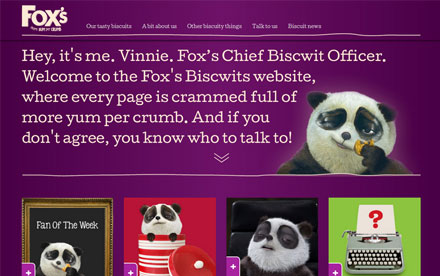 Fox's
Our tasty biscuits A bit about us Other biscuity things Talk to us Biscuit news
Hey, it's me. Vinnie. Fox's Chief Biscwit Officer.
Welcome to the Fox's Biscwits website,
where every page is crammed full of
more yum per crumb. And if you
don't agree, you know who to talk to!
Fan Of The
Week
?
+ + + +